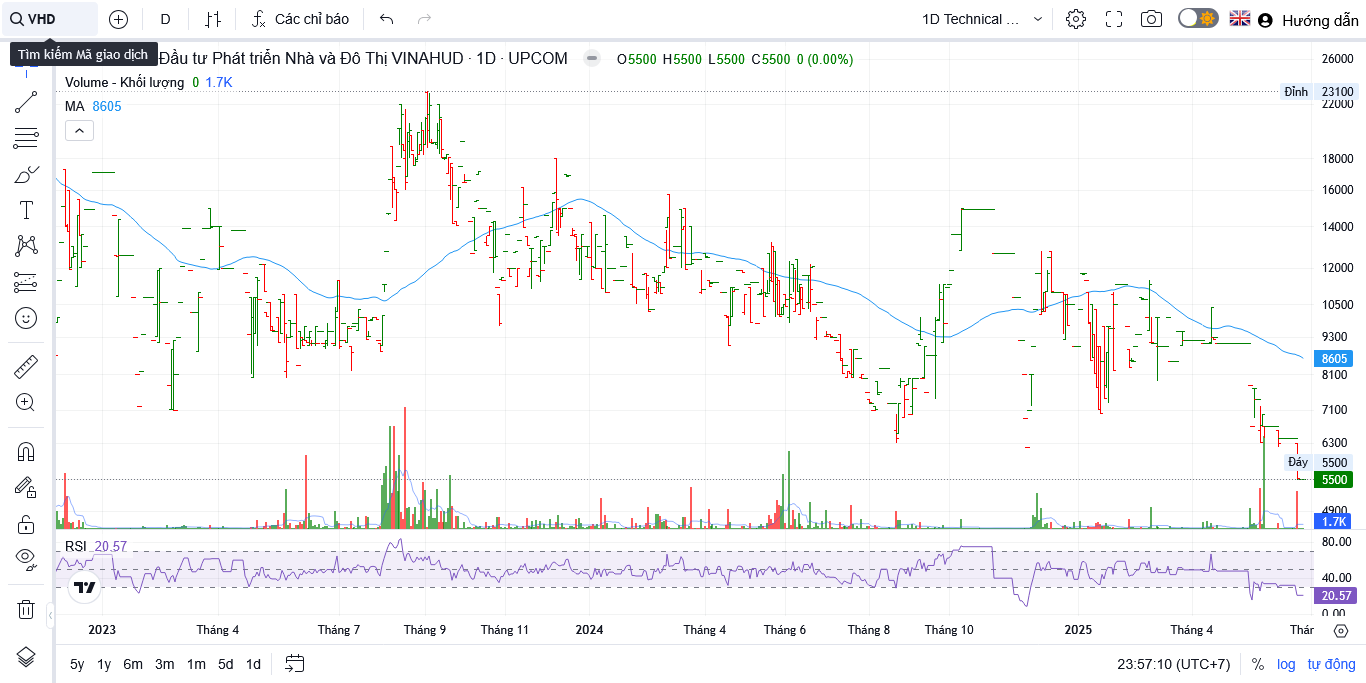 VHD
D
Các chỉ báo
1D Technical ...
Hướng dẫn
Tìm kiếm Mã giao dịch
Đầu tư Phát triển Nhà và Đô Thị VINAHUD · 1D · UPCOM
O5500 H5500 L5500 C5500 0 (0.00%)
Volume - Khối lượng 0 1.7K
MA 8605
26000
Đỉnh 23100
22000
18000
16000
14000
12000
10500
9300
8605
8100
7100
6300
Đáy 5500
5500
4900
1.7K
RSI 20.57
80.00
40.00
20.57
0.00
2023 Tháng 4 Tháng 7 Tháng 9 Tháng 11 2024 Tháng 4 Tháng 6 Tháng 8 Tháng 10 2025 Tháng 4 Thár
5y 1y 6m 3m 1m 5d 1d
23:57:10 (UTC+7) % log tự động